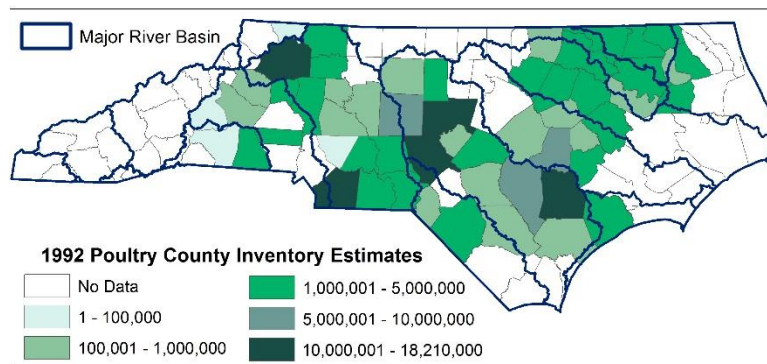 Major River Basin
1992 Poultry County Inventory Estimates
No Data
1 - 100,000
100,001 - 1,000,000
1,000,001 - 5,000,000
5,000,001 - 10,000,000
10,000,001 - 18,210,000